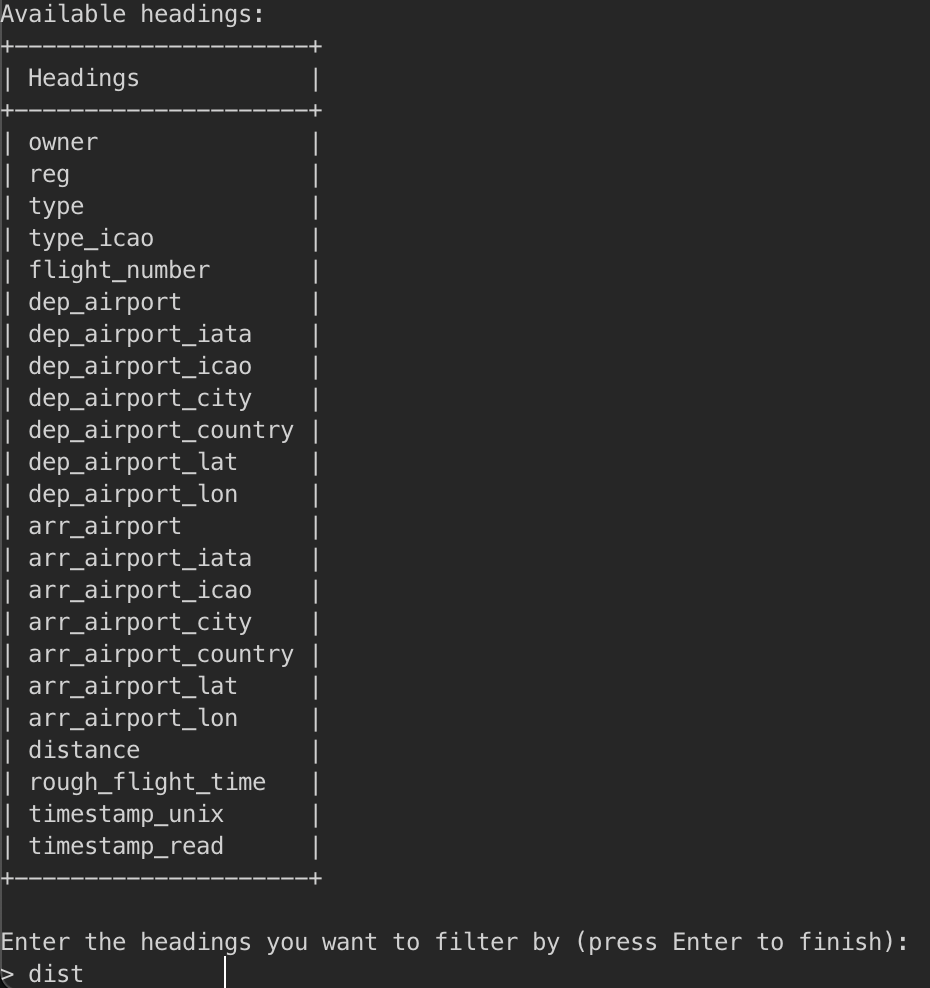 Available headings:
+---------------------+
| Headings            |
+---------------------+
| owner               |
| reg                 |
| type                |
| type_icao           |
| flight_number       |
| dep_airport         |
| dep_airport_iata    |
| dep_airport_icao    |
| dep_airport_city    |
| dep_airport_country |
| dep_airport_lat     |
| dep_airport_lon     |
| arr_airport         |
| arr_airport_iata    |
| arr_airport_icao    |
| arr_airport_city    |
| arr_airport_country |
| arr_airport_lat     |
| arr_airport_lon     |
| distance            |
| rough_flight_time   |
| timestamp_unix      |
| timestamp_read      |
+---------------------+
Enter the headings you want to filter by (press Enter to finish):
> dist